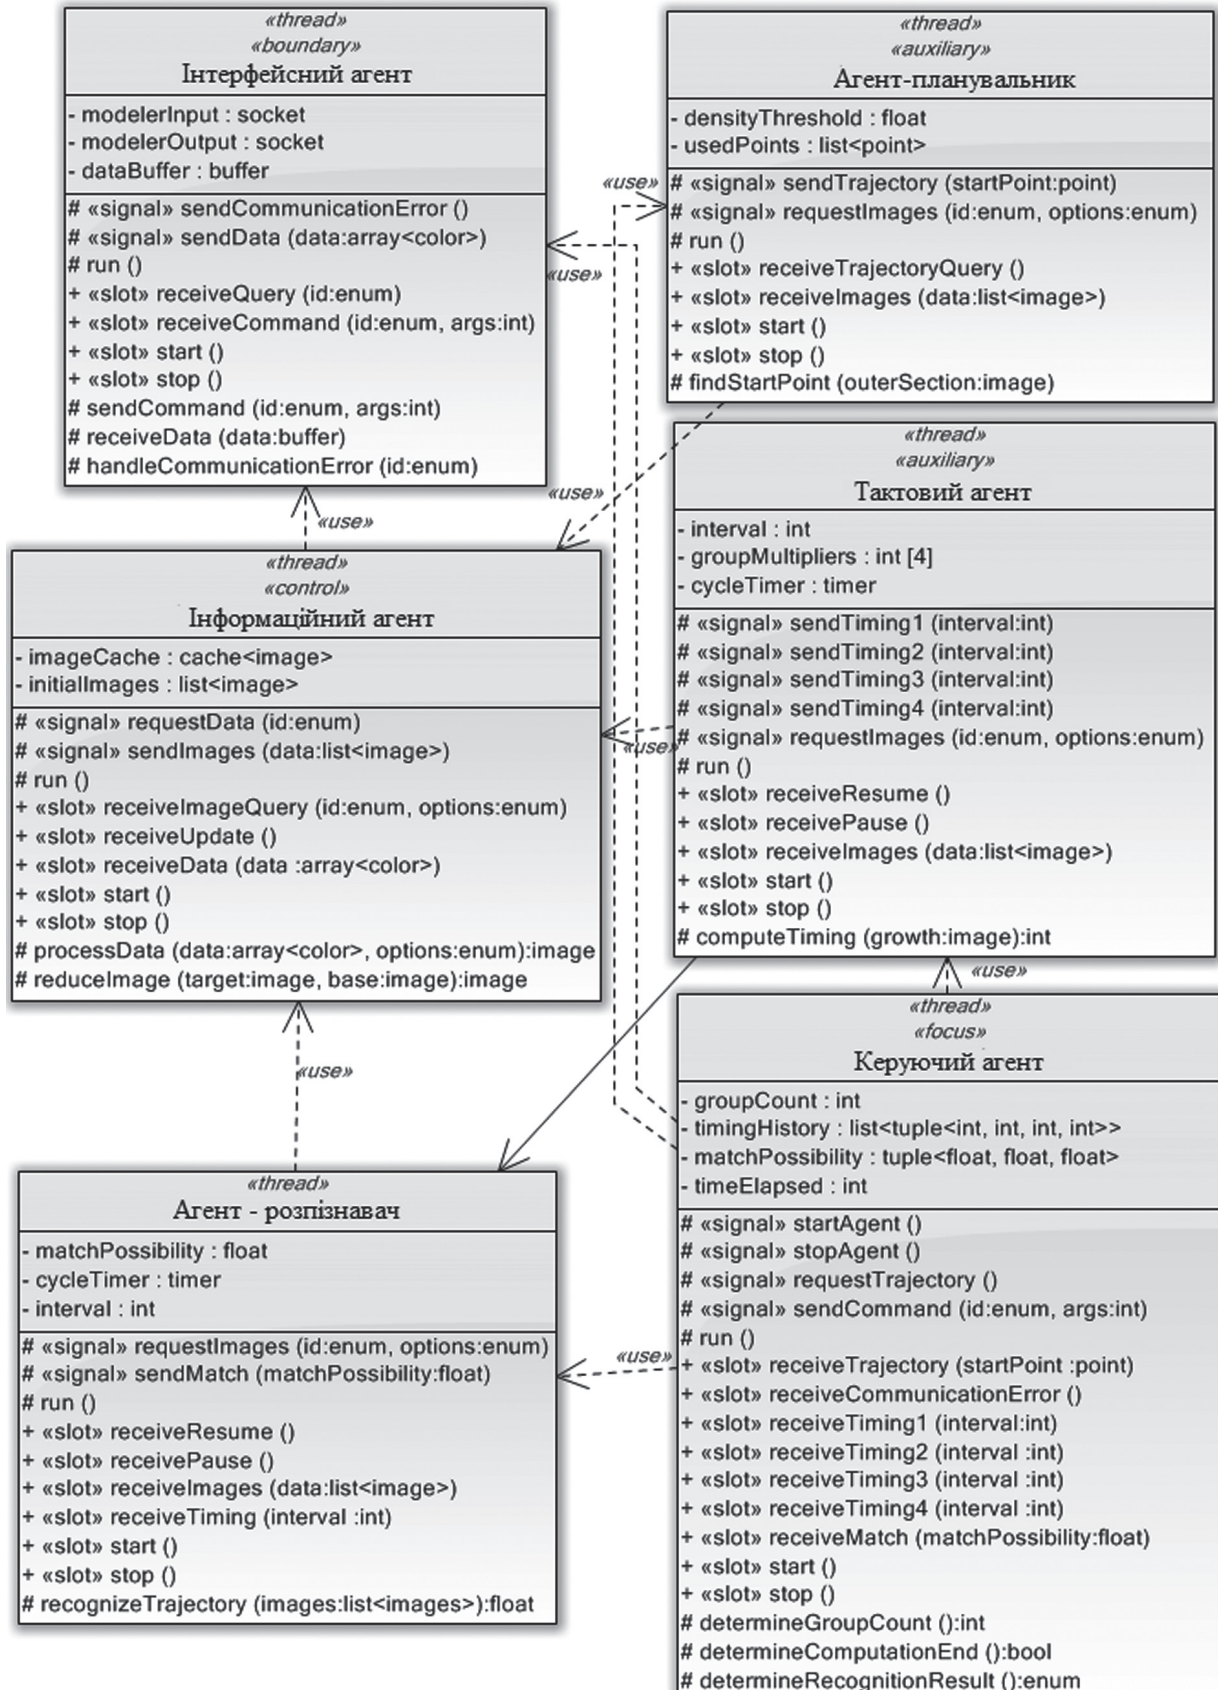 «thread»
«boundary»
Інтерфейсний агент
- modelerInput : socket
- modelerOutput : socket
- dataBuffer : buffer
# «signal» sendCommunicationError ()
# «signal» sendData (data:array<color>)
# run ()
+ «slot» receiveQuery (id:enum)
+ «slot» receiveCommand (id:enum, args:int)
+ «slot» start ()
+ «slot» stop ()
# sendCommand (id:enum, args:int)
# receiveData (data:buffer)
# handleCommunicationError (id:enum)
«thread»
«auxiliary»
Агент-планувальник
- densityThreshold : float
- usedPoints : list<point>
# «signal» sendTrajectory (startPoint:point)
# «signal» requestImages (id:enum, options:enum)
# run ()
+ «slot» receiveTrajectoryQuery ()
+ «slot» receiveImages (data:list<image>)
+ «slot» start ()
+ «slot» stop ()
# findStartPoint (outerSection:image)
«use»
«use»
«use»
«use»
«thread»
«control»
Інформаційний агент
- imageCache : cache<image>
- initialImages : list<image>
# «signal» requestData (id:enum)
# «signal» sendImages (data:list<image>)
# run ()
+ «slot» receiveImageQuery (id:enum, options:enum)
+ «slot» receiveUpdate ()
+ «slot» receiveData (data :array<color>)
+ «slot» start ()
+ «slot» stop ()
# processData (data:array<color>, options:enum):image
# reduceImage (target:image, base:image):image
«thread»
«auxiliary»
Тактовий агент
- interval : int
- groupMultipliers : int [4]
- cycleTimer : timer
# «signal» sendTiming1 (interval:int)
# «signal» sendTiming2 (interval:int)
# «signal» sendTiming3 (interval:int)
# «signal» sendTiming4 (interval:int)
# «signal» requestImages (id:enum, options:enum)
# run ()
+ «slot» receiveResume ()
+ «slot» receivePause ()
+ «slot» receiveImages (data:list<image>)
+ «slot» start ()
+ «slot» stop ()
# computeTiming (growth:image):int
«use»
«use»
«use»
«thread»
Агент - розпізнавач
- matchPossibility : float
- cycleTimer : timer
- interval : int
# «signal» requestImages (id:enum, options:enum)
# «signal» sendMatch (matchPossibility:float)
# run ()
+ «slot» receiveResume ()
+ «slot» receivePause ()
+ «slot» receiveImages (data:list<image>)
+ «slot» receiveTiming (interval :int)
+ «slot» start ()
+ «slot» stop ()
# recognizeTrajectory (images:list<images>):float
«use»
«thread»
«focus»
Керуючий агент
- groupCount : int
- timingHistory : list<tuple<int, int, int, int>>
- matchPossibility : tuple<float, float, float>
- timeElapsed : int
# «signal» startAgent ()
# «signal» stopAgent ()
# «signal» requestTrajectory ()
# «signal» sendCommand (id:enum, args:int)
# run ()
+ «slot» receiveTrajectory (startPoint :point)
+ «slot» receiveCommunicationError ()
+ «slot» receiveTiming1 (interval:int)
+ «slot» receiveTiming2 (interval :int)
+ «slot» receiveTiming3 (interval :int)
+ «slot» receiveTiming4 (interval :int)
+ «slot» receiveMatch (matchPossibility:float)
+ «slot» start ()
+ «slot» stop ()
# determineGroupCount ():int
# determineComputationEnd ():bool
# determineRecognitionResult ():enum